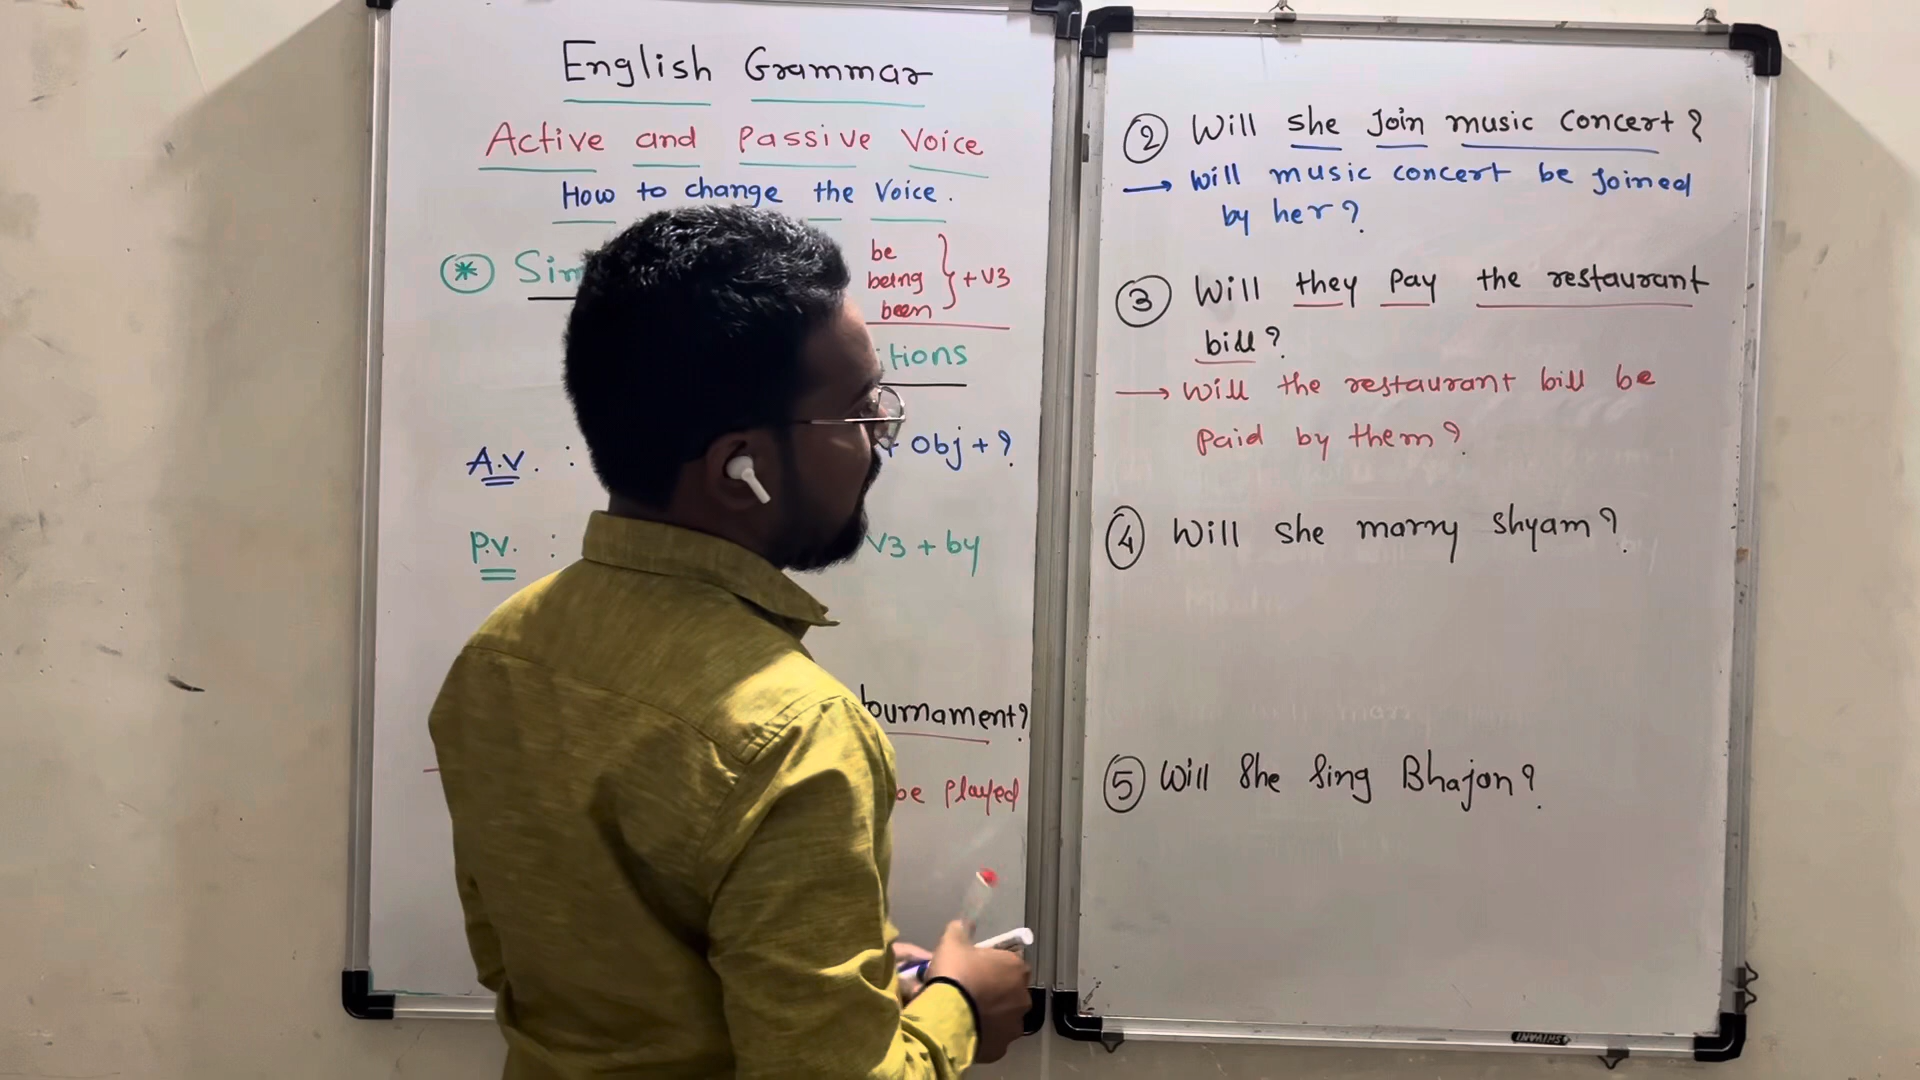 English Grammar
Active and Passive Voice
How to change the Voice.
* Sim
be
being } + V3
been
itions
A.V. : + Obj + ?
P.V. : V3 + by
tournament?
be played
② Will she Join music concert?
→ Will music concert be Joined
by her?
③ Will they Pay the restaurant
bill?
→ Will the restaurant bill be
Paid by them?
④ Will she marry Shyam?
⑤ Will She Sing Bhajan?